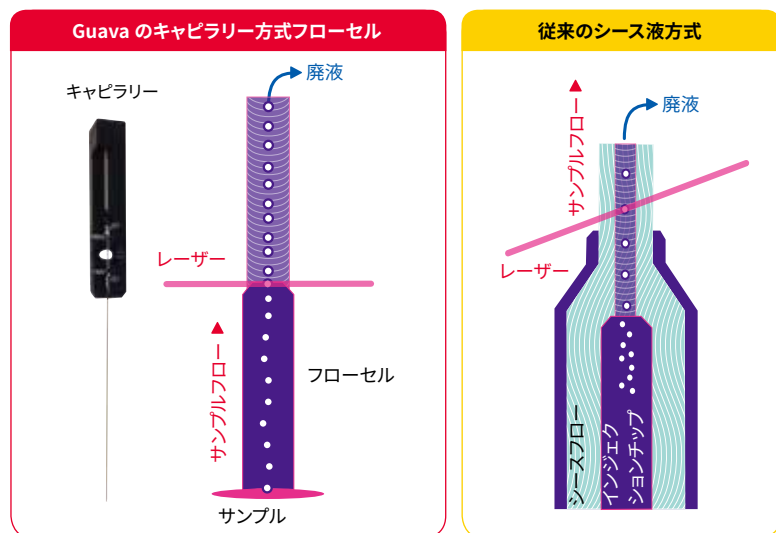 Guava のキャピラリー方式フローセル
キャピラリー
廃液
レーザー
サンプルフロー ▲
フローセル
サンプル
従来のシース液方式
サンプルフロー ▲
廃液
レーザー
シースフロー
インジェク
ションチップ